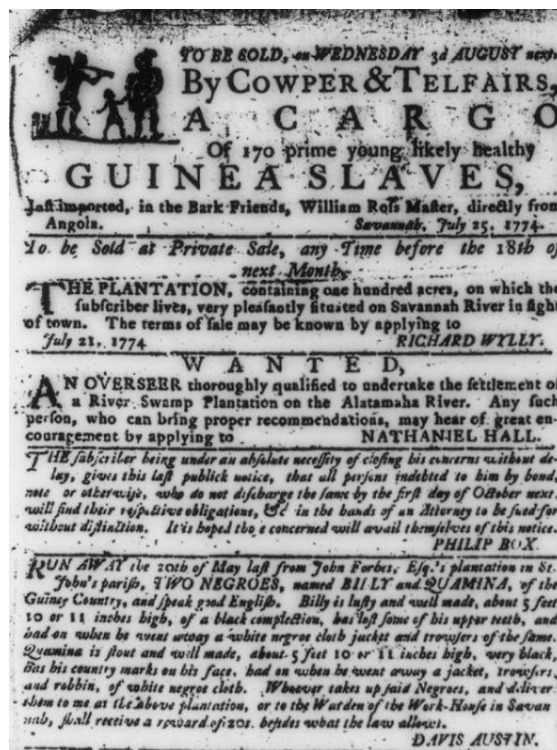 TO BE SOLD, on WEDNESDAY 3d AUGUST next
By COWPER & TELFAIRS,
A CARGO
Of 170 prime young likely healthy
GUINEA SLAVES,
Just imported, in the Bark Friends, William Ross Master, directly from
Angola. Savannah, July 25, 1774.
To be Sold at Private Sale, any Time before the 18th of
next Month,
THE PLANTATION, containing one hundred acres, on which the
subscriber lives, very pleasantly situated on Savannah River in sight
of town. The terms of sale may be known by applying to
July 21, 1774 RICHARD WYLLY.
WANTED,
AN OVERSEER thoroughly qualified to undertake the settlement of
a River Swamp Plantation on the Alatamaha River. Any such
person, who can bring proper recommendations, may hear of great en-
couragement by applying to NATHANIEL HALL.
THE subscriber being under an absolute necessity of closing his concerns without de-
lay, gives this last publick notice, that all persons indebted to him by bond,
note or otherwise, who do not discharge the same by the first day of October next,
will find their respective obligations, &c in the hands of an Attorney to be sued for
without distinction. It is hoped the concerned will avail themselves of this notice.
PHILIP BOX.
RUN AWAY the 20th of May last from John Forbes, Esq.'s plantation in St.
John's parish, TWO NEGROES, named BILLY and QUAMINA, of the
Guiney Country, and speak good English. Billy is lusty and well made, about 5 feet
10 or 11 inches high, of a black complection, has lost some of his upper teeth, and
had on when he went away a white negroe cloth jacket and trowsers of the same.
Quamina is stout and well made, about 5 feet 10 or 11 inches high, very black,
has his country marks on his face, had on when he went away a jacket, trowsers,
and robbin, of white negroe cloth. Whoever takes up said Negroes, and deliver
them to me at the above plantation, or to the Warden of the Work-House in Savan
nah, shall receive a reward of 20s. besides what the law allows.
DAVIS AUSTIN.